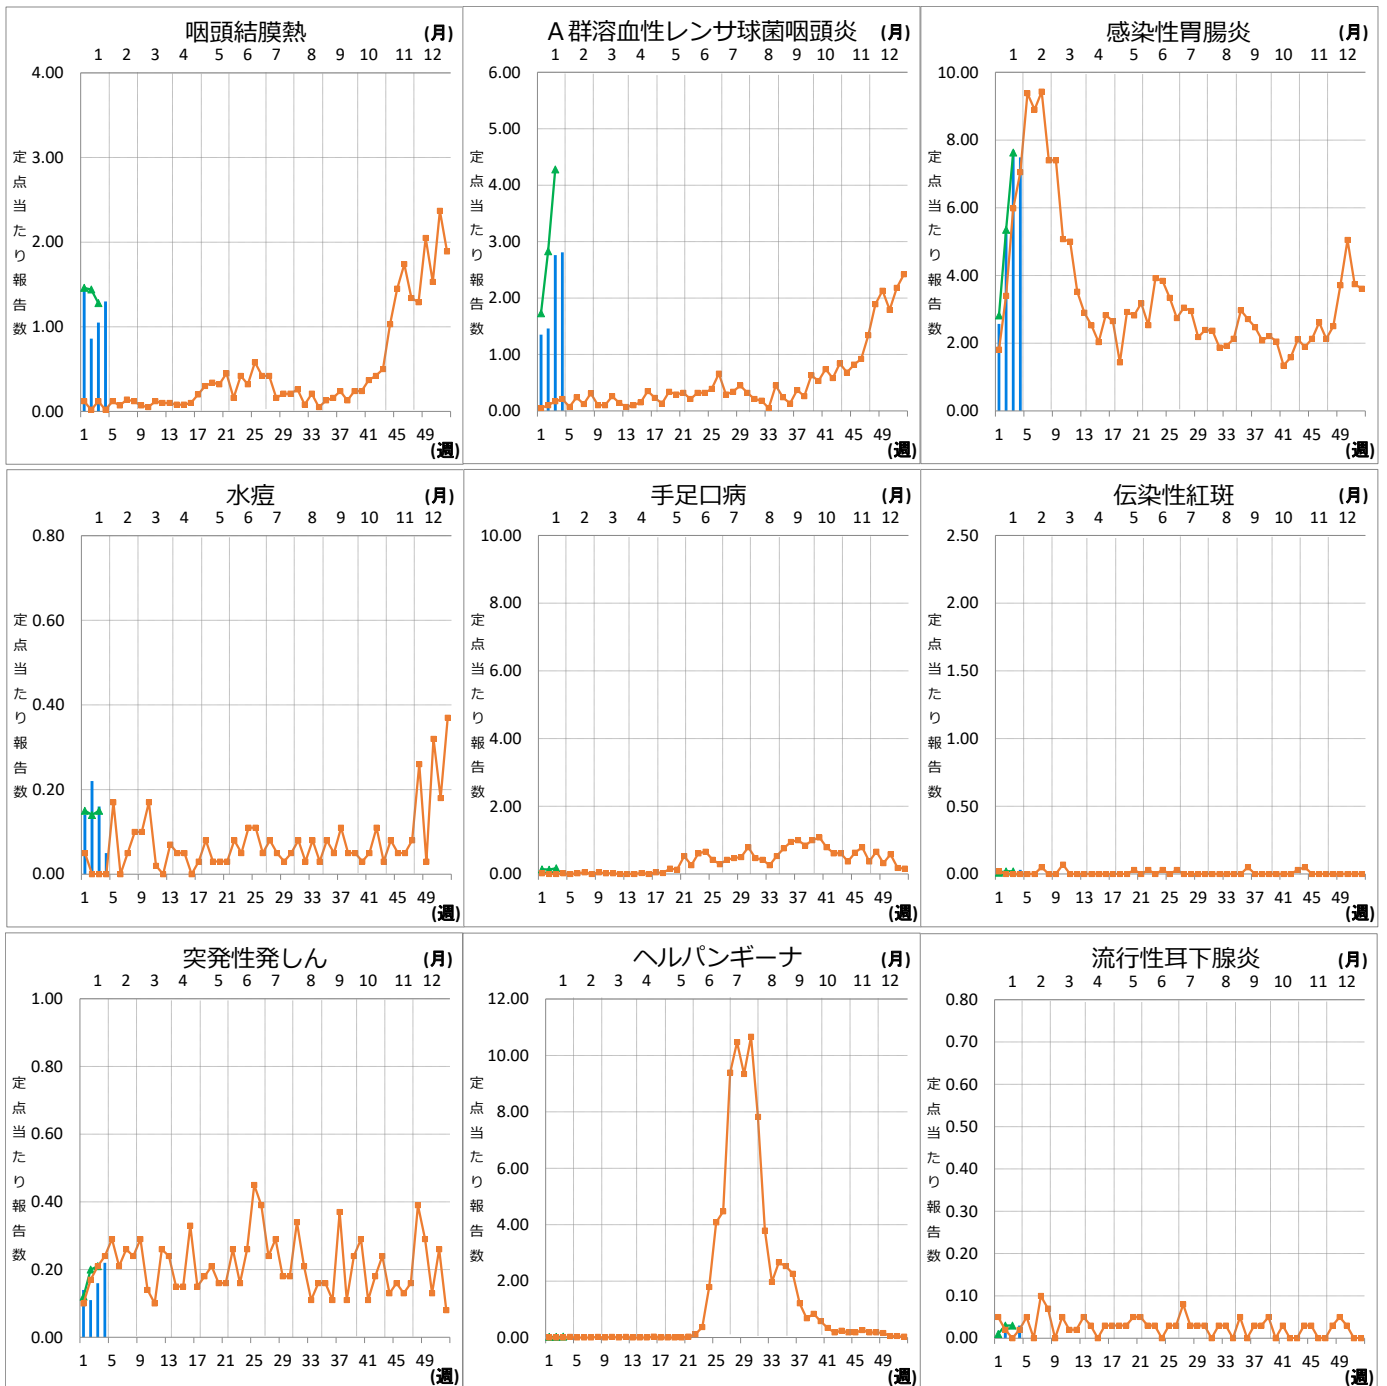 咽頭結膜熱 (月)
1 2 3 4 5 6 7 8 9 10 11 12
4.00
3.00
2.00
1.00
0.00
定点当たり報告数
1 5 9 13 17 21 25 29 33 37 41 45 49
(週)
A群溶血性レンサ球菌咽頭炎 (月)
1 2 3 4 5 6 7 8 9 10 11 12
6.00
5.00
4.00
3.00
2.00
1.00
0.00
定点当たり報告数
1 5 9 13 17 21 25 29 33 37 41 45 49
(週)
感染性胃腸炎 (月)
1 2 3 4 5 6 7 8 9 10 11 12
10.00
8.00
6.00
4.00
2.00
0.00
定点当たり報告数
1 5 9 13 17 21 25 29 33 37 41 45 49
(週)
水痘 (月)
1 2 3 4 5 6 7 8 9 10 11 12
0.80
0.60
0.40
0.20
0.00
定点当たり報告数
1 5 9 13 17 21 25 29 33 37 41 45 49
(週)
手足口病 (月)
1 2 3 4 5 6 7 8 9 10 11 12
10.00
8.00
6.00
4.00
2.00
0.00
定点当たり報告数
1 5 9 13 17 21 25 29 33 37 41 45 49
(週)
伝染性紅斑 (月)
1 2 3 4 5 6 7 8 9 10 11 12
2.50
2.00
1.50
1.00
0.50
0.00
定点当たり報告数
1 5 9 13 17 21 25 29 33 37 41 45 49
(週)
突発性発しん (月)
1 2 3 4 5 6 7 8 9 10 11 12
1.00
0.80
0.60
0.40
0.20
0.00
定点当たり報告数
1 5 9 13 17 21 25 29 33 37 41 45 49
(週)
ヘルパンギーナ (月)
1 2 3 4 5 6 7 8 9 10 11 12
12.00
10.00
8.00
6.00
4.00
2.00
0.00
定点当たり報告数
1 5 9 13 17 21 25 29 33 37 41 45 49
(週)
流行性耳下腺炎 (月)
1 2 3 4 5 6 7 8 9 10 11 12
0.80
0.70
0.60
0.50
0.40
0.30
0.20
0.10
0.00
定点当たり報告数
1 5 9 13 17 21 25 29 33 37 41 45 49
(週)